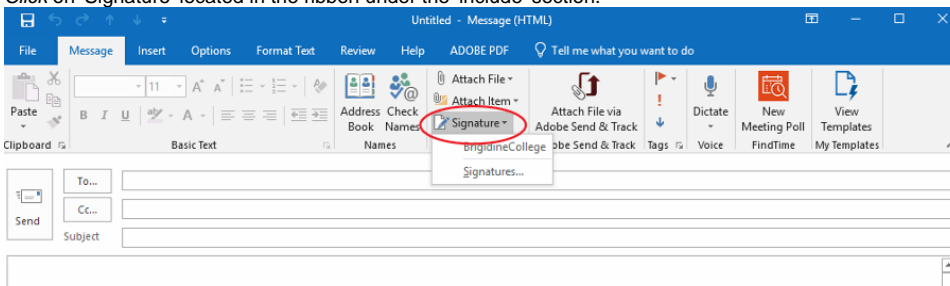 Click on 'Signature' located in the ribbon under the 'include' section.
Untitled - Message (HTML)
File Message Insert Options Format Text Review Help ADOBE PDF Tell me what you want to do
Paste
Clipboard
11
B I U
Basic Text
Address Book
Check Names
Names
Attach File
Attach Item
Signature
BrigidineCollege
Signatures...
Attach File via
Adobe Send & Track
obe Send & Track
Tags
Dictate
Voice
New
Meeting Poll
FindTime
View
Templates
My Templates
Send
To...
Cc...
Subject